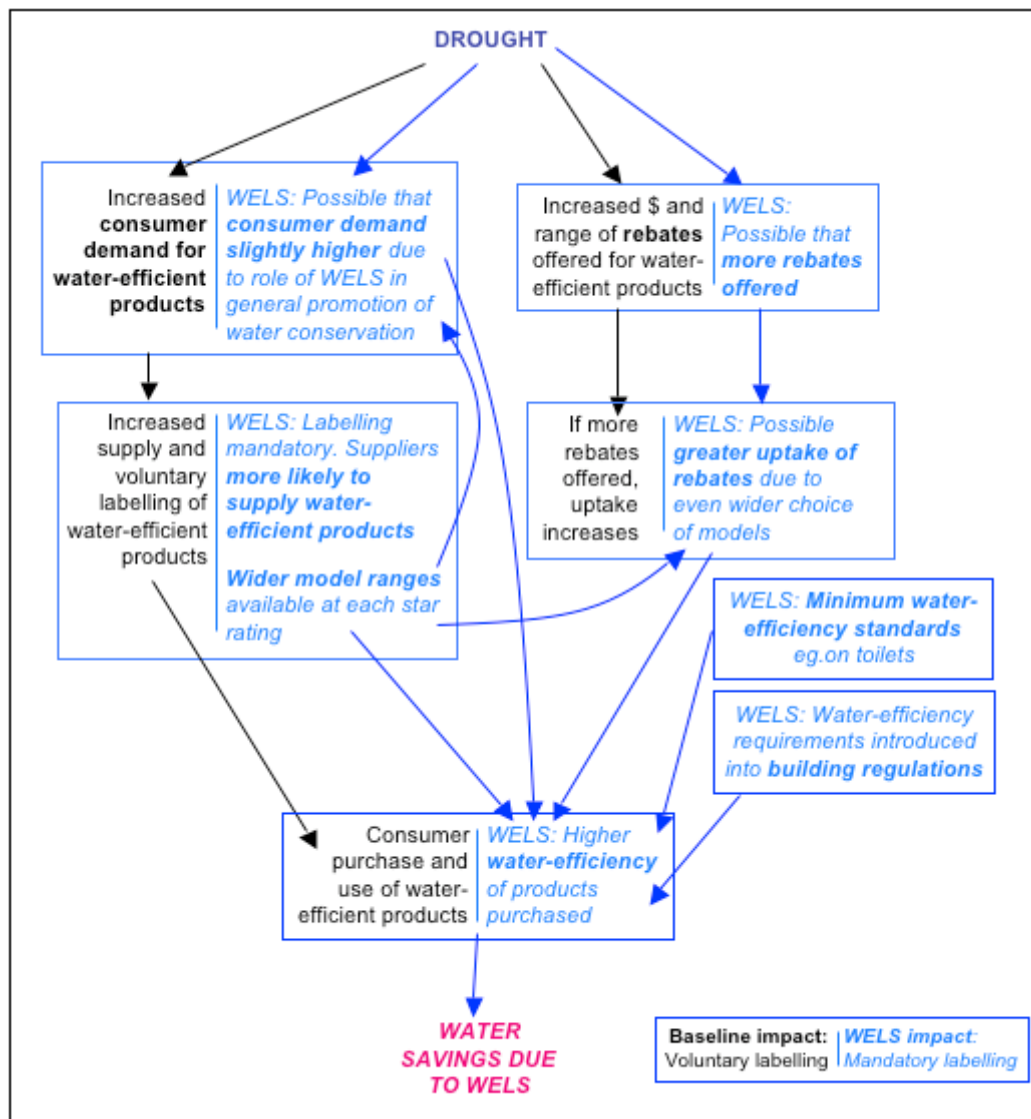 DROUGHT
Increased
consumer
demand for
water-efficient
products
WELS: Possible that
consumer demand
slightly higher due
to role of WELS in
general promotion of
water conservation
Increased $ and
range of rebates
offered for water-
efficient products
WELS:
Possible that
more rebates
offered
Increased
supply and
voluntary
labelling of
water-efficient
products
WELS: Labelling
mandatory. Suppliers
more likely to
supply water-
efficient products
Wider model ranges
available at each star
rating
If more
rebates
offered,
uptake
increases
WELS: Possible
greater uptake of
rebates due to
even wider choice
of models
WELS: Minimum water-
efficiency standards
eg.on toilets
WELS: Water-efficiency
requirements introduced
into building regulations
Consumer
purchase and
use of water-
efficient products
WELS: Higher
water-efficiency
of products
purchased
WATER
SAVINGS DUE
TO WELS
Baseline impact:
Voluntary labelling
WELS impact:
Mandatory labelling